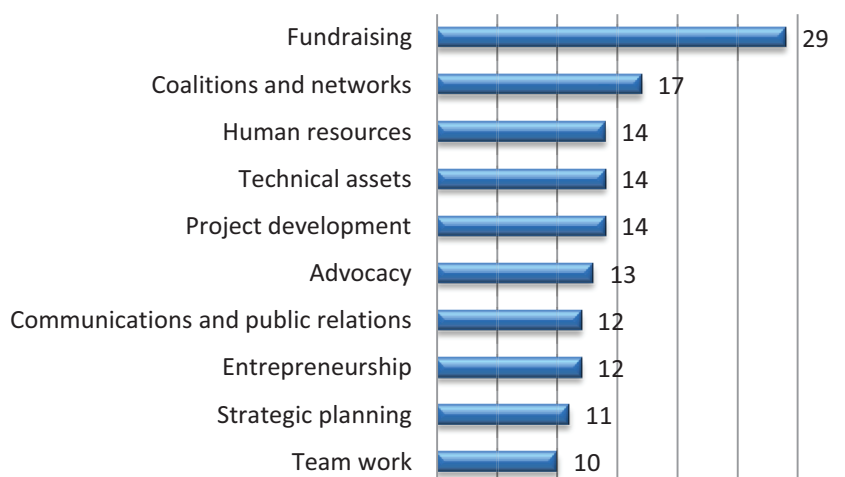 Fundraising 29
Coalitions and networks 17
Human resources 14
Technical assets 14
Project development 14
Advocacy 13
Communications and public relations 12
Entrepreneurship 12
Strategic planning 11
Team work 10